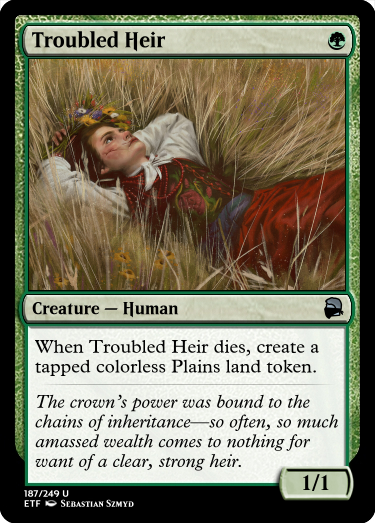 Troubled Heir
Creature — Human
When Troubled Heir dies, create a
tapped colorless Plains land token.
The crown's power was bound to the
chains of inheritance—so often, so much
amassed wealth comes to nothing for
want of a clear, strong heir.
1/1
187/249 U
ETF Sebastian Szmyd